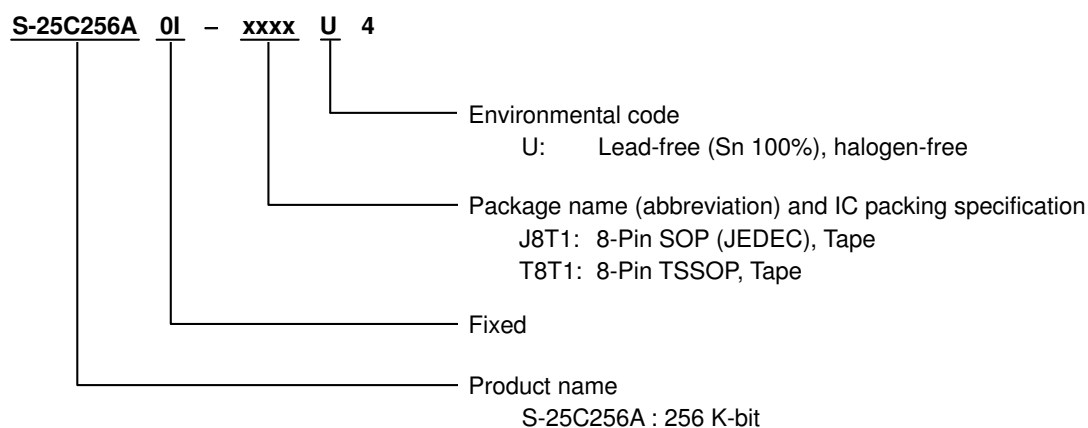 S-25C256A 0I – xxxx U 4
Environmental code
U: Lead-free (Sn 100%), halogen-free
Package name (abbreviation) and IC packing specification
J8T1: 8-Pin SOP (JEDEC), Tape
T8T1: 8-Pin TSSOP, Tape
Fixed
Product name
S-25C256A : 256 K-bit